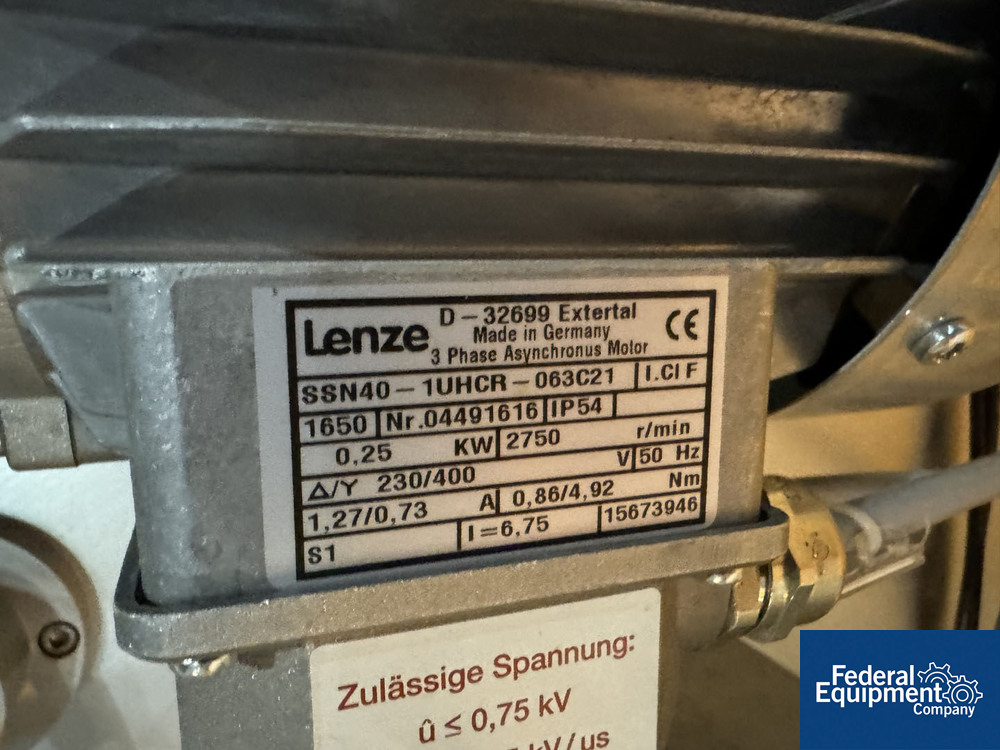 Lenze
D-32699 Extertal
Made in Germany
3 Phase Asynchronus Motor
CE
SSN40-1UHCR-063C21 I.Cl F
1650 Nr.04491616 IP54
0,25 KW 2750 r/min
Δ/Y 230/400 V 50 Hz
1,27/0,73 A 0,86/4,92 Nm
S1 I=6,75 15673946
Zulässige Spannung:
û ≤ 0,75 kV
kV/us
Federal
Equipment
Company